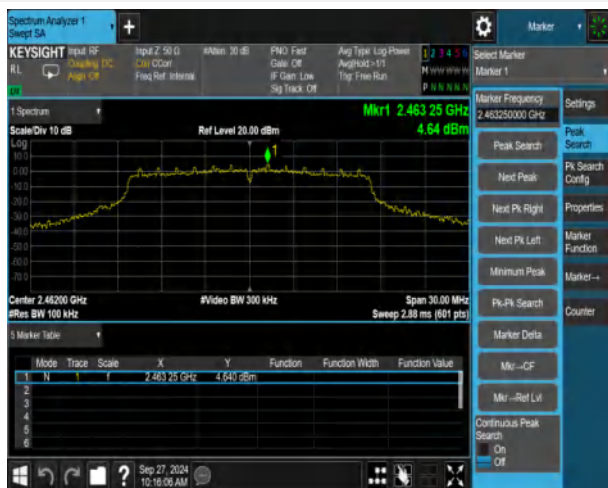 Spectrum Analyzer 1
Swept SA
+
Marker
KEYSIGHT
Input: RF
Coupling: DC
Align: Off
Input Z: 50 Ω
Corr CCorr
Freq Ref: Internal
#Atten: 30 dB
PNO: Fast
Gate: Off
IF Gain: Low
Sig Track: Off
Avg Type: Log-Power
Avg|Hold:>1/1
Trig: Free Run
1 2 3 4 5 6
M W W W W W
P N N N N N
RL
Select Marker
Marker 1
1 Spectrum
Mkr1 2.463 25 GHz
Scale/Div 10 dB
Ref Level 20.00 dBm
4.64 dBm
Log
10.0
0.00
-10.0
-20.0
-30.0
-40.0
-50.0
-60.0
-70.0
1
Center 2.46200 GHz
#Video BW 300 kHz
Span 30.00 MHz
#Res BW 100 kHz
Sweep 2.88 ms (601 pts)
5 Marker Table
Mode Trace Scale X Y Function Function Width Function Value
1 N 1 f 2.463 25 GHz 4.640 dBm
2
3
4
5
6
Marker Frequency
2.463250000 GHz
Peak Search
Next Peak
Next Pk Right
Next Pk Left
Minimum Peak
Pk-Pk Search
Marker Delta
Mkr→CF
Mkr→Ref Lvl
Continuous Peak
Search
On
Off
Settings
Peak
Search
Pk Search
Config
Properties
Marker
Function
Marker→
Counter
?
Sep 27, 2024
10:16:06 AM